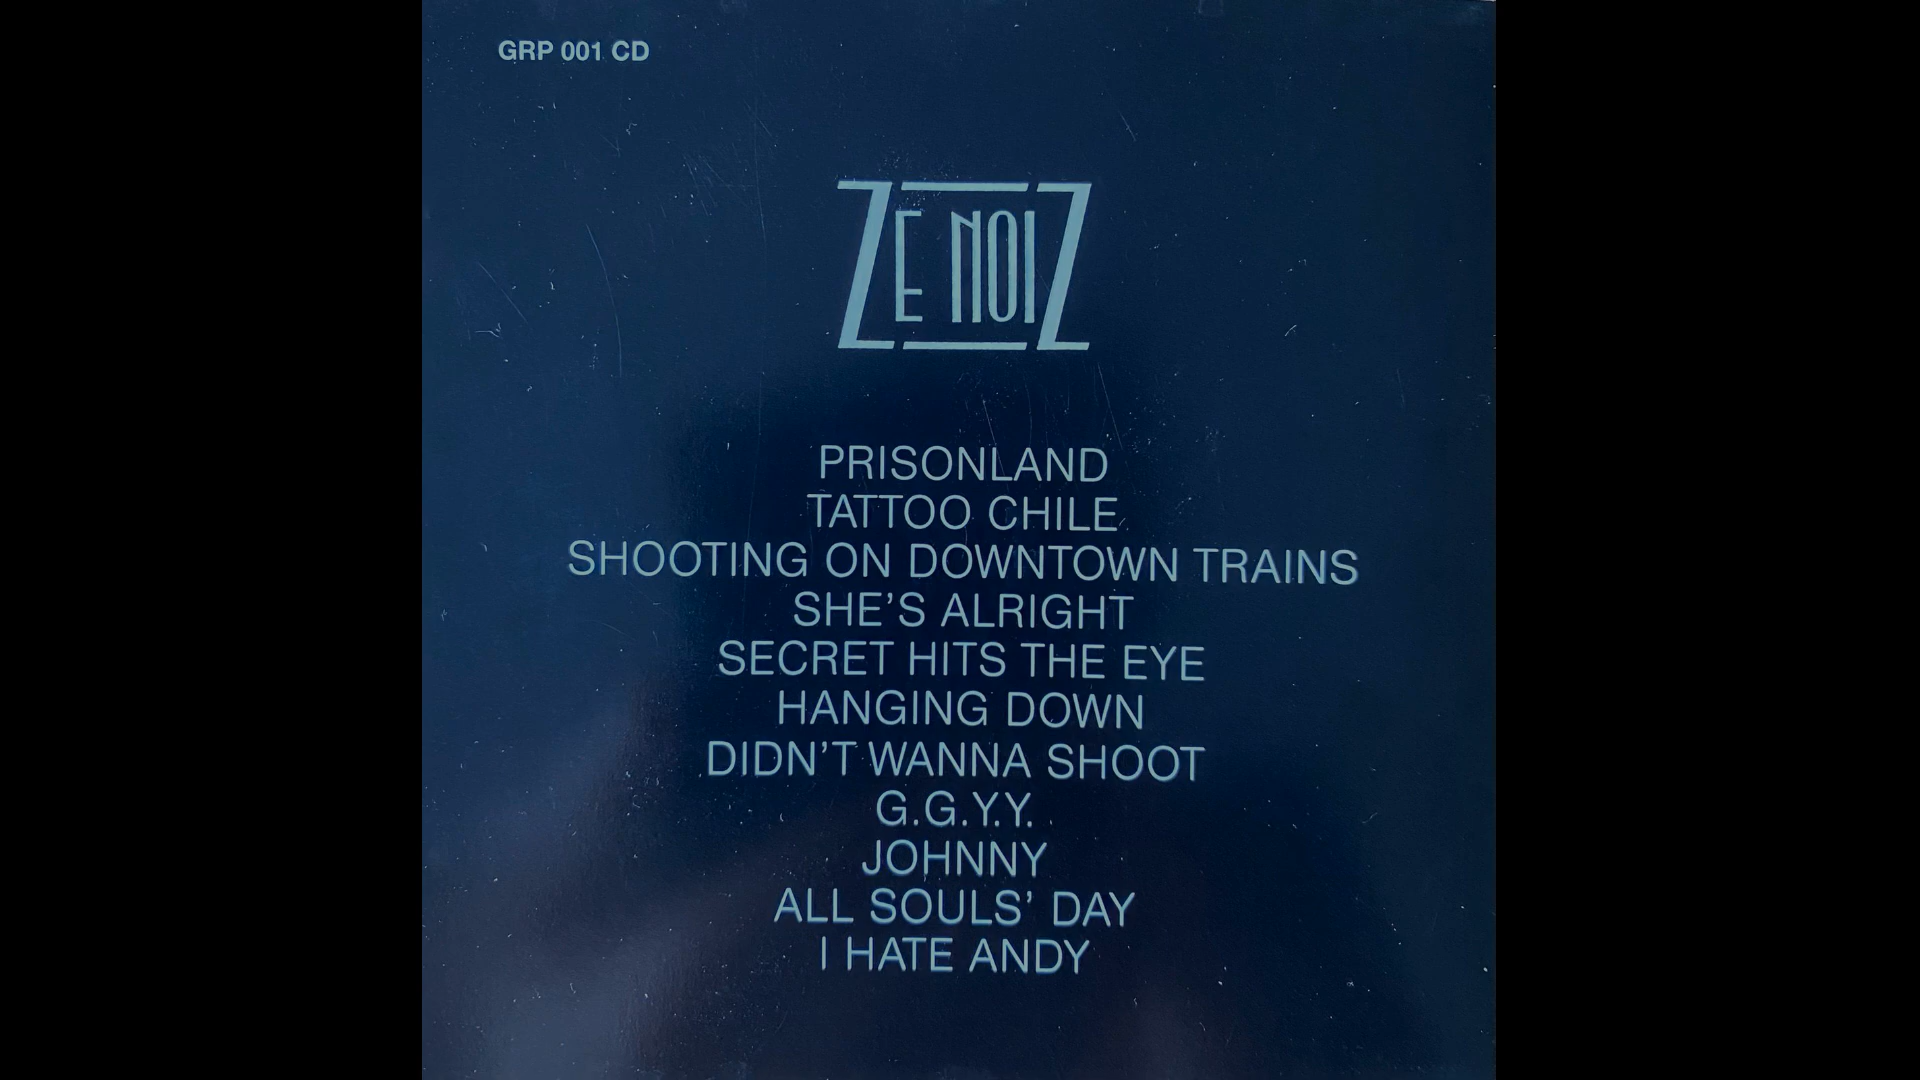 GRP 001 CD
ZE NOIZ
PRISONLAND
TATTOO CHILE
SHOOTING ON DOWNTOWN TRAINS
SHE’S ALRIGHT
SECRET HITS THE EYE
HANGING DOWN
DIDN’T WANNA SHOOT
G.G.Y.Y.
JOHNNY
ALL SOULS’ DAY
I HATE ANDY